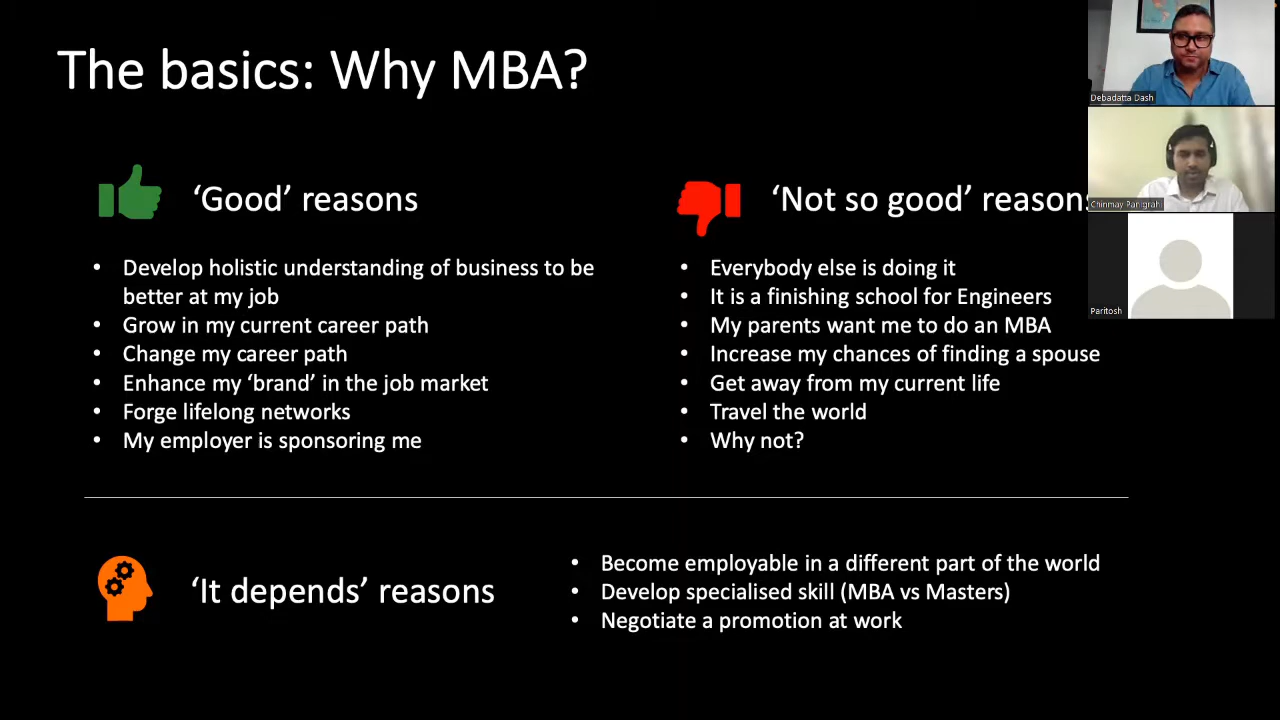 The basics: Why MBA?
‘Good’ reasons
• Develop holistic understanding of business to be
better at my job
• Grow in my current career path
• Change my career path
• Enhance my ‘brand’ in the job market
• Forge lifelong networks
• My employer is sponsoring me
‘Not so good’ reasons
• Everybody else is doing it
• It is a finishing school for Engineers
• My parents want me to do an MBA
• Increase my chances of finding a spouse
• Get away from my current life
• Travel the world
• Why not?
‘It depends’ reasons
• Become employable in a different part of the world
• Develop specialised skill (MBA vs Masters)
• Negotiate a promotion at work
Debadatta Dash
Chinmay Panigrahi
Paritosh